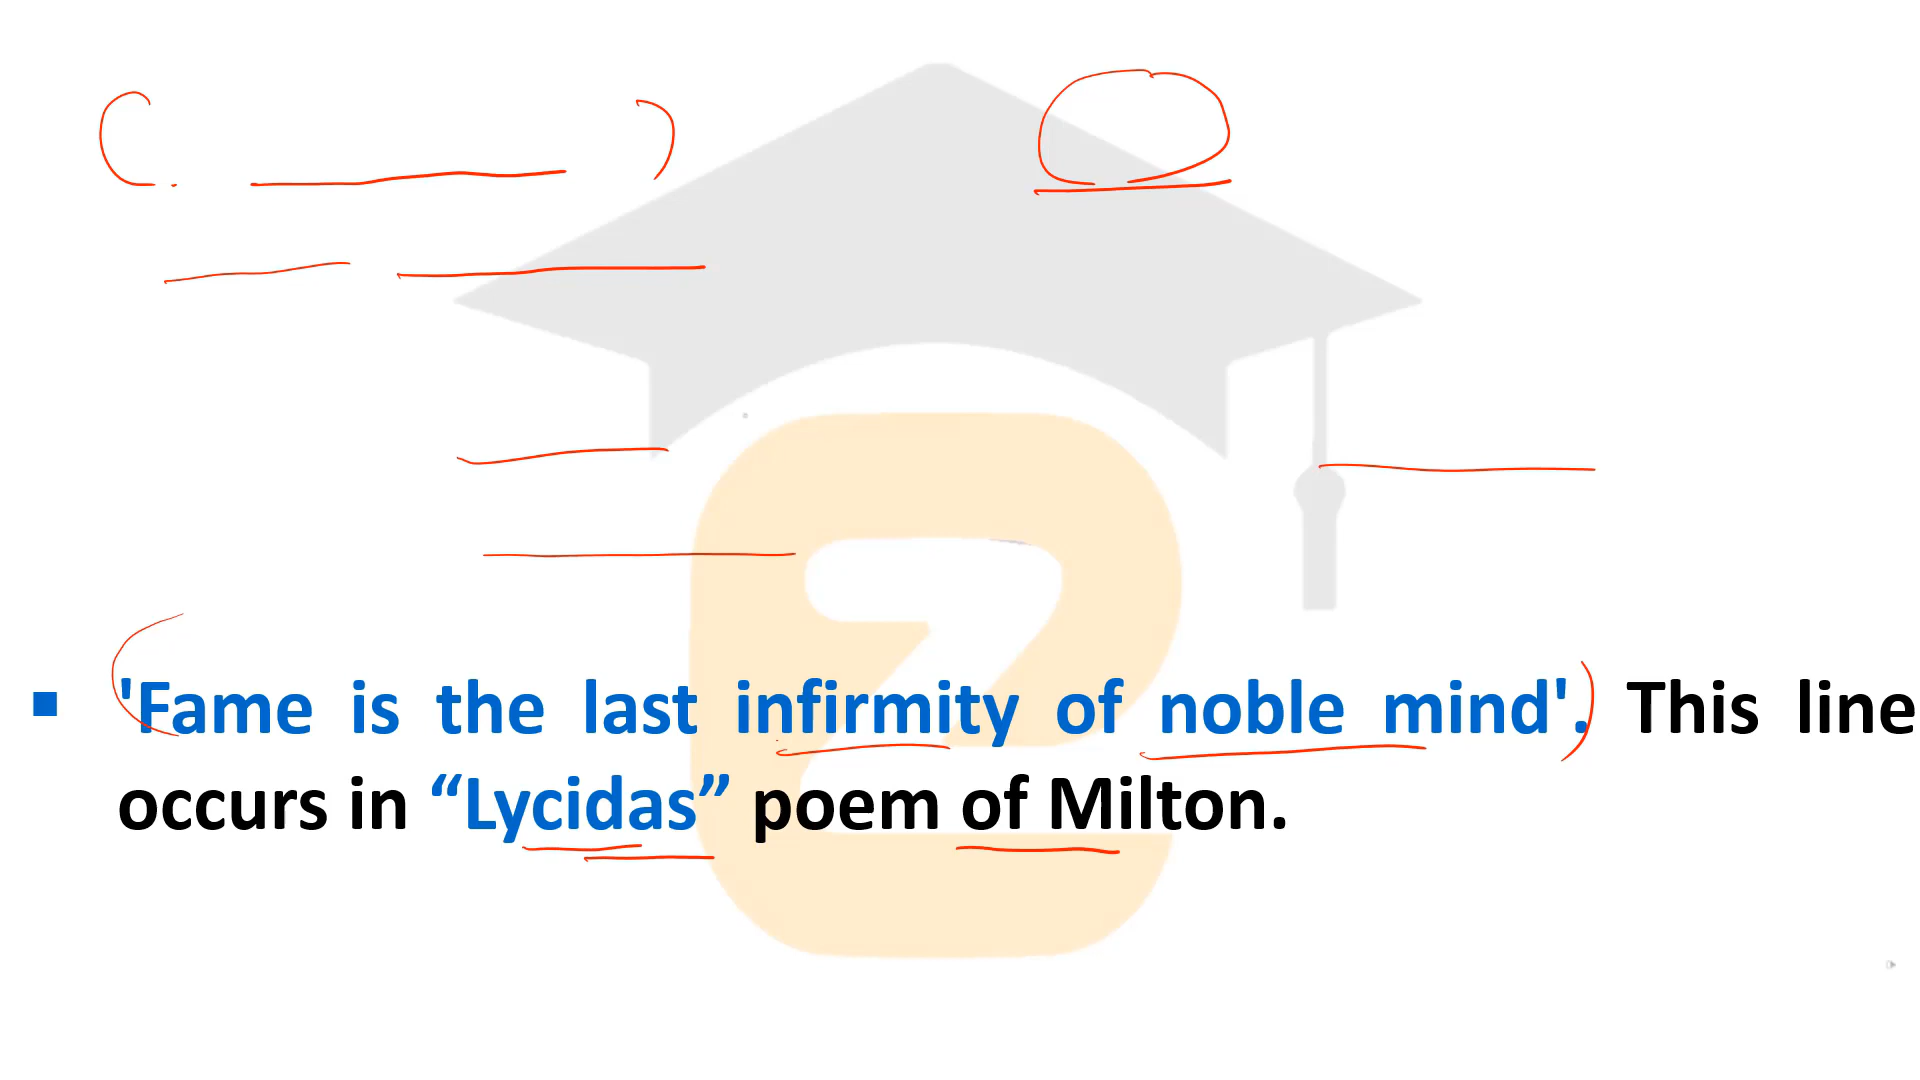 ▪ 'Fame is the last infirmity of noble mind'. This line
occurs in “Lycidas” poem of Milton.